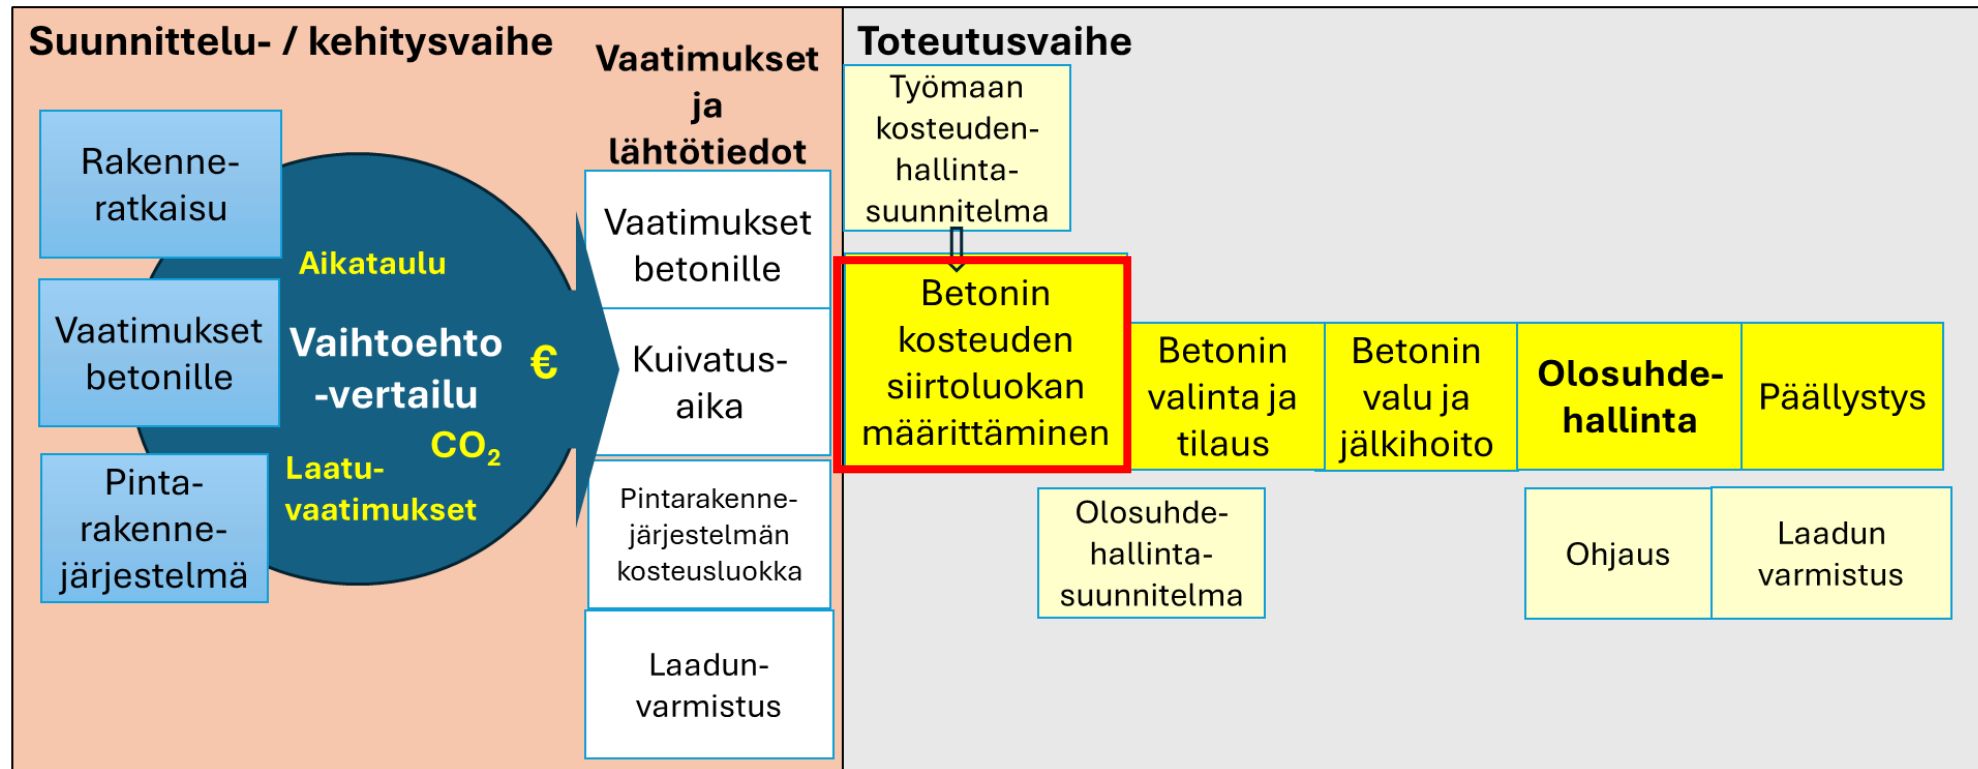 Suunnittelu- / kehitysvaihe
Rakenne-
ratkaisu
Vaatimukset
betonille
Pinta-
rakenne-
järjestelmä
Aikataulu
Vaihtoehto
-vertailu
€
CO₂
Laatu-
vaatimukset
Vaatimukset
ja
lähtötiedot
Vaatimukset
betonille
Kuivatus-
aika
Pintarakenne-
järjestelmän
kosteusluokka
Laadun-
varmistus
Toteutusvaihe
Työmaan
kosteuden-
hallinta-
suunnitelma
Betonin
kosteuden
siirtoluokan
määrittäminen
Betonin
valinta ja
tilaus
Betonin
valu ja
jälkihoito
Olosuhde-
hallinta
Päällystys
Olosuhde-
hallinta-
suunnitelma
Ohjaus
Laadun
varmistus